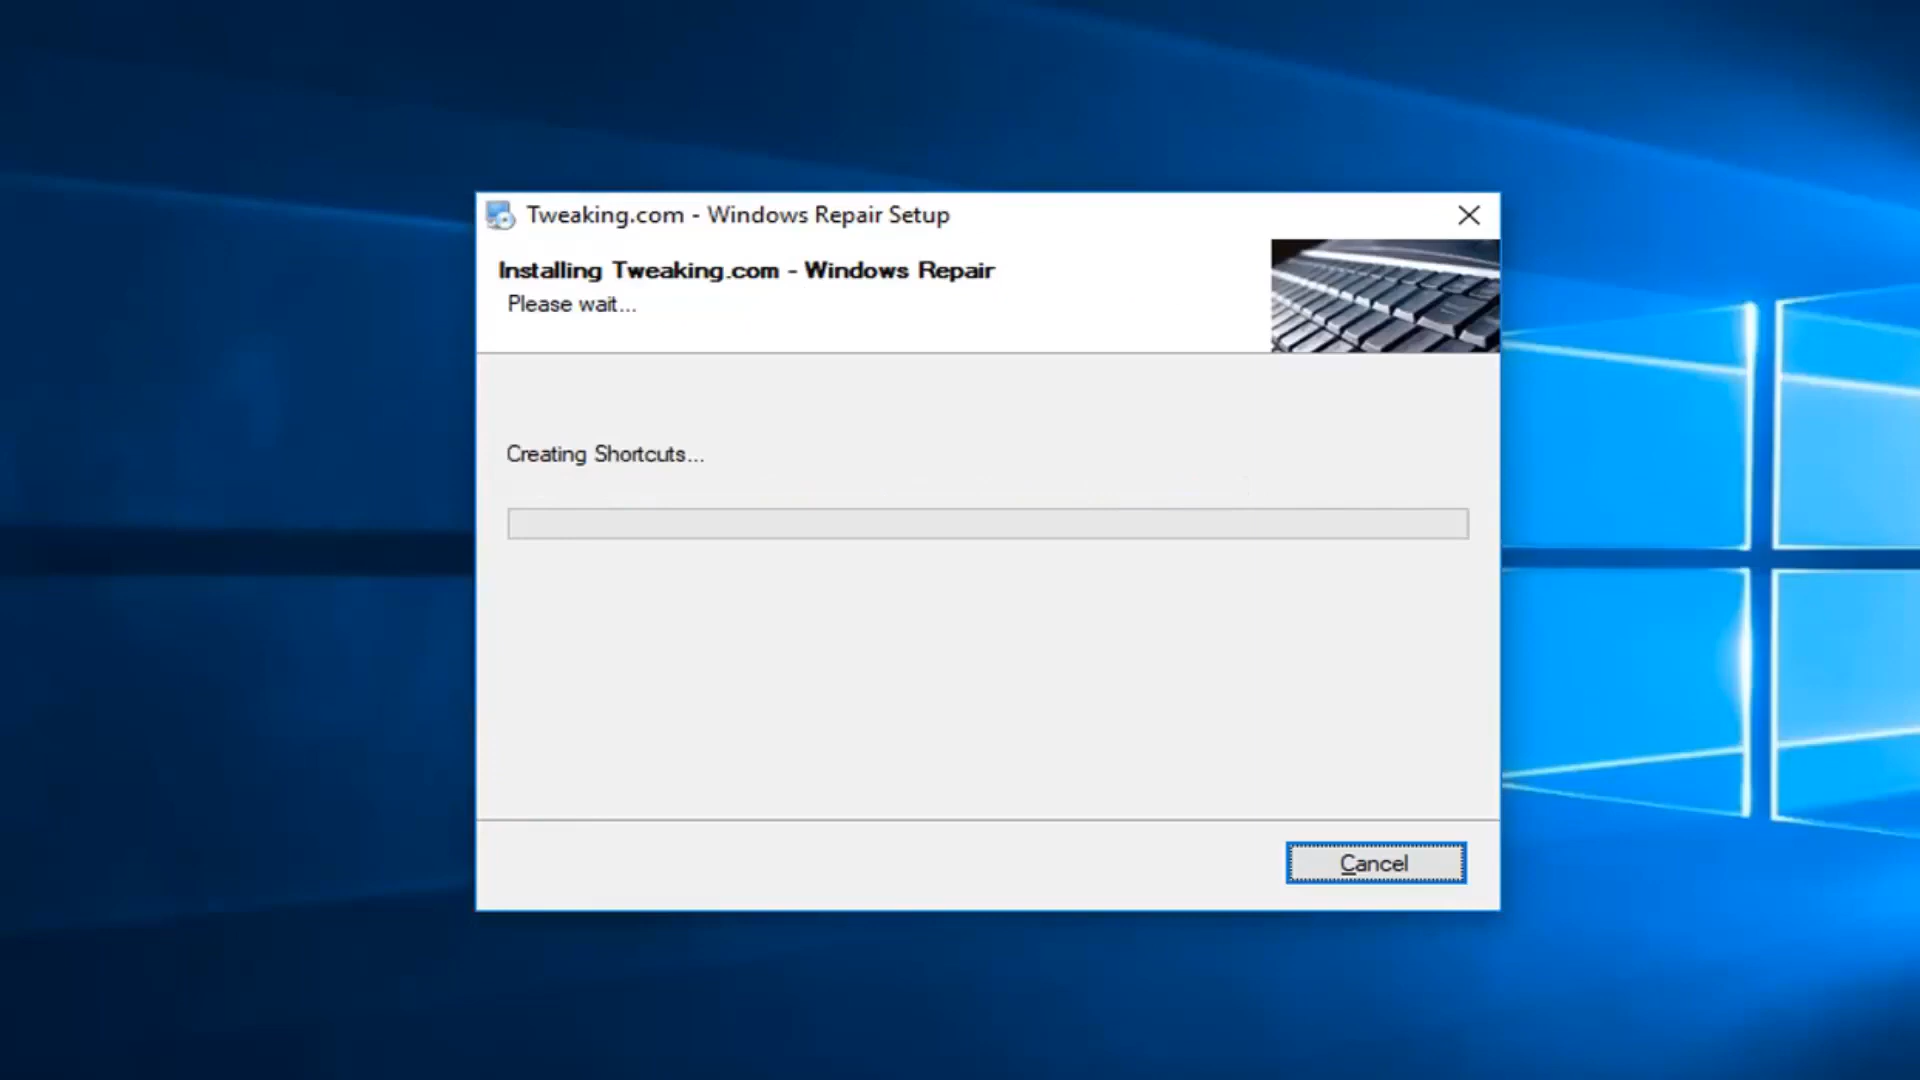 Tweaking.com - Windows Repair Setup
Installing Tweaking.com - Windows Repair
Please wait...
Creating Shortcuts...
Cancel